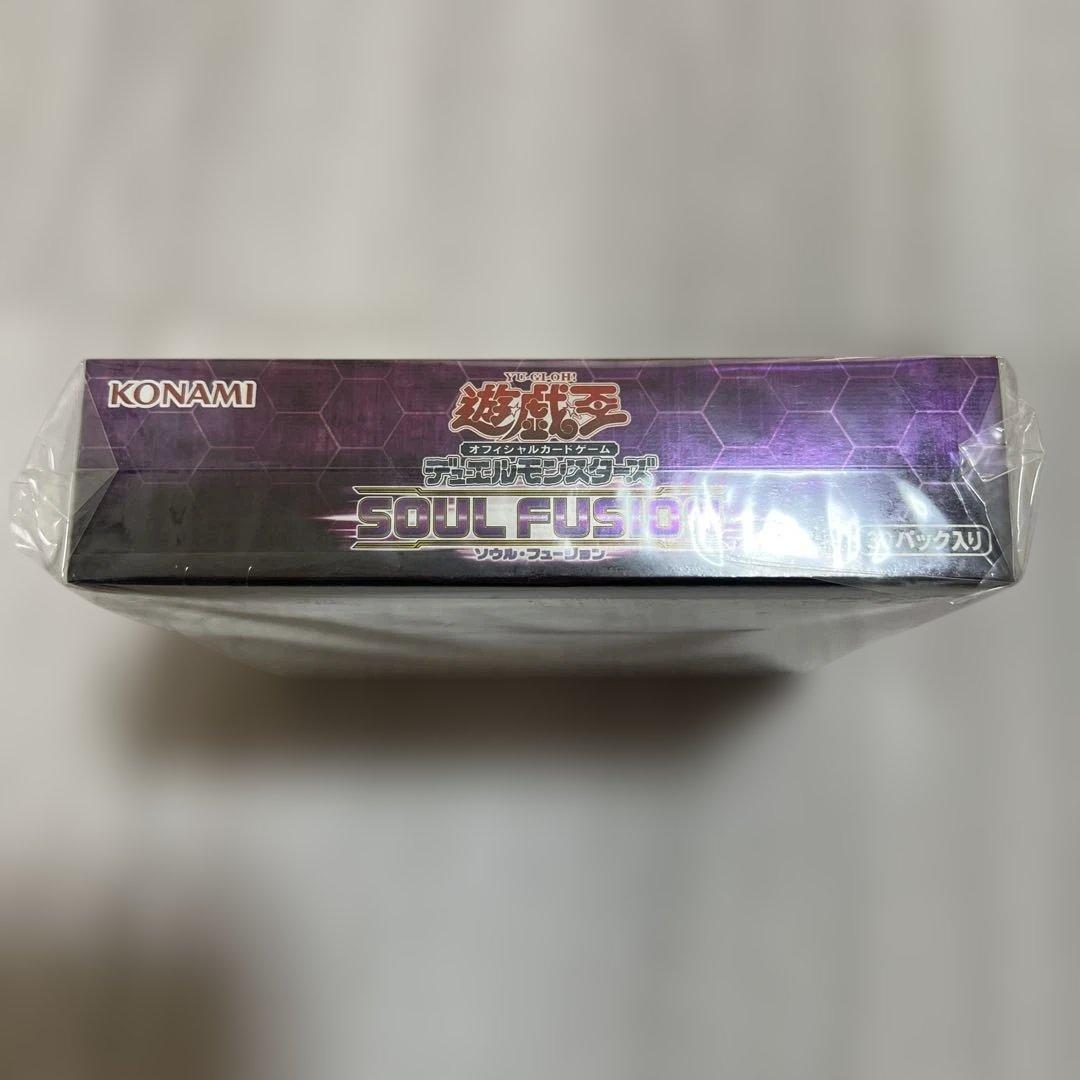 KONAMI
YU-GI-OH!
遊戯王
オフィシャルカードゲーム
デュエルモンスターズ
SOUL FUSION
ソウル・フュージョン
パック入り